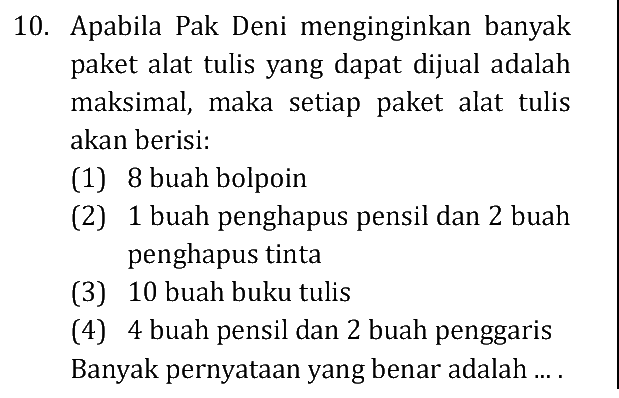 10. Apabila Pak Deni menginginkan banyak
paket alat tulis yang dapat dijual adalah
maksimal, maka setiap paket alat tulis
akan berisi:
(1) 8 buah bolpoin
(2) 1 buah penghapus pensil dan 2 buah
penghapus tinta
(3) 10 buah buku tulis
(4) 4 buah pensil dan 2 buah penggaris
Banyak pernyataan yang benar adalah ... .